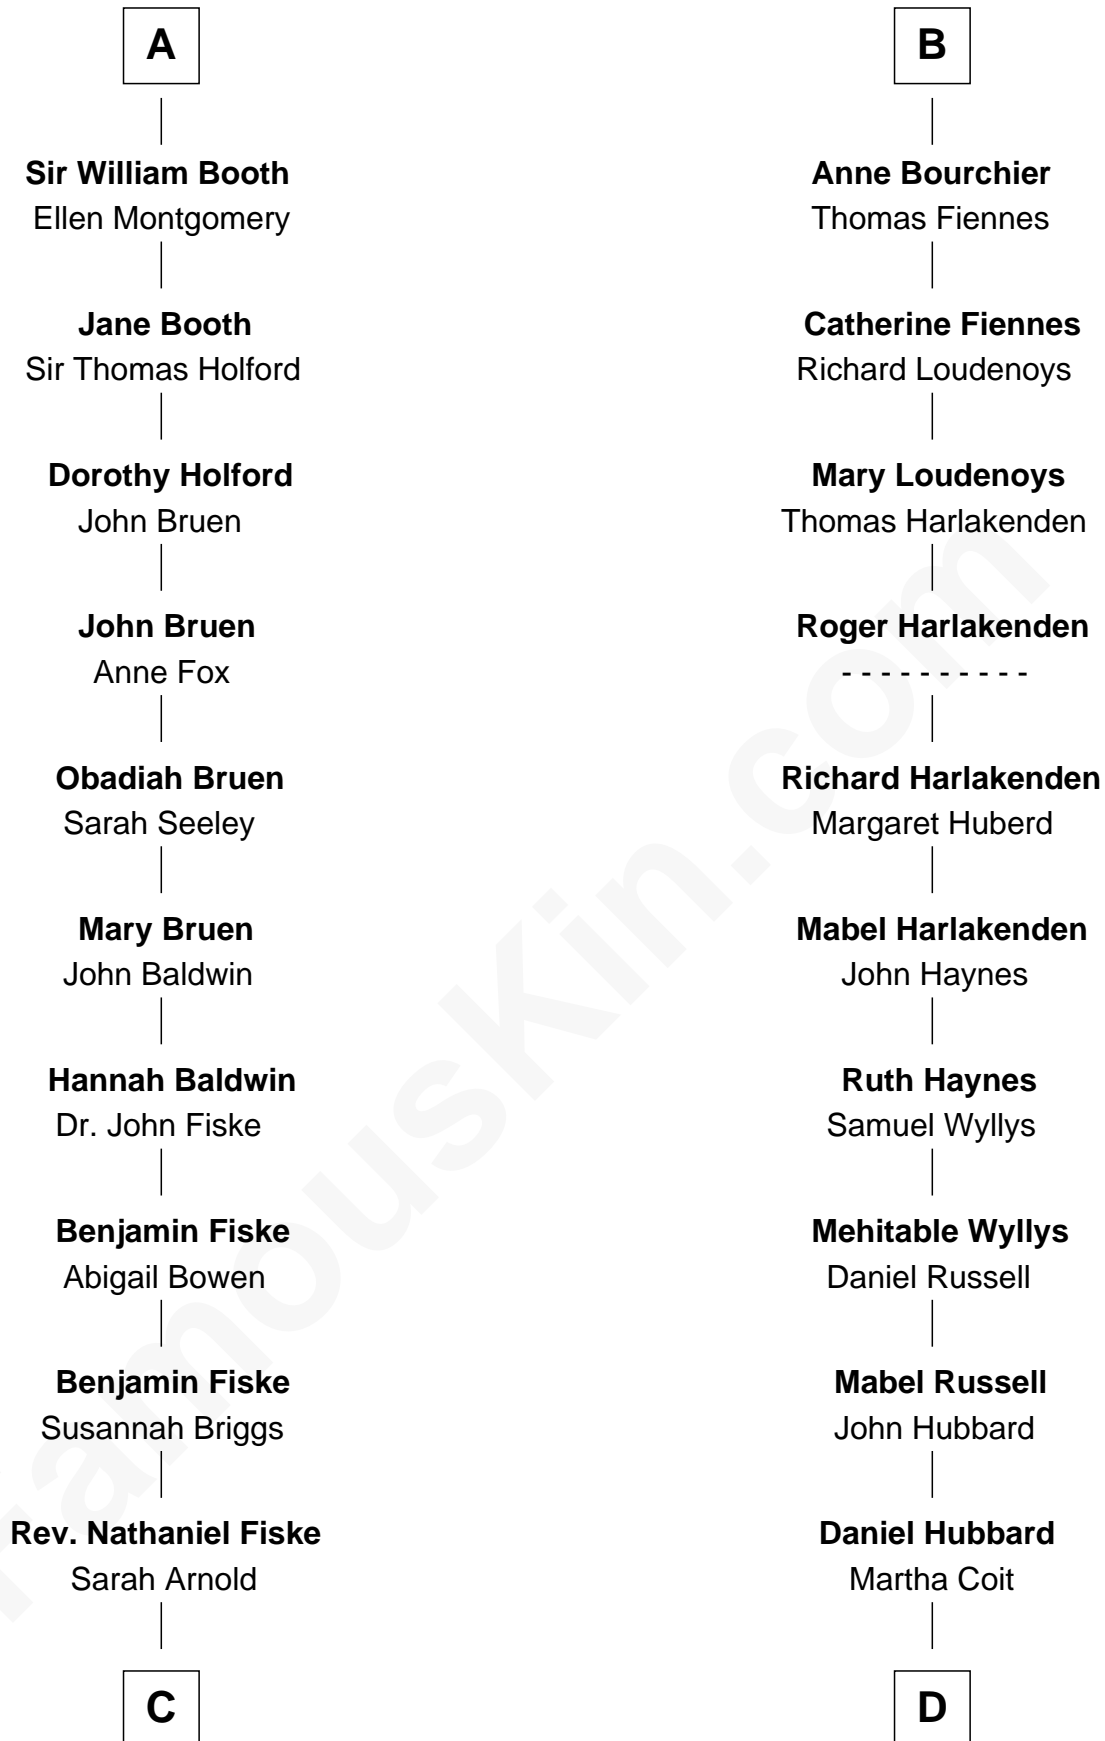 A
Sir William Booth
Ellen Montgomery
Jane Booth
Sir Thomas Holford
Dorothy Holford
John Bruen
John Bruen
Anne Fox
Obadiah Bruen
Sarah Seeley
Mary Bruen
John Baldwin
Hannah Baldwin
Dr. John Fiske
Benjamin Fiske
Abigail Bowen
Benjamin Fiske
Susannah Briggs
Rev. Nathaniel Fiske
Sarah Arnold
C
B
Anne Bourchier
Thomas Fiennes
Catherine Fiennes
Richard Loudenoys
Mary Loudenoys
Thomas Harlakenden
Roger Harlakenden
- - - - - - - - - -
Richard Harlakenden
Margaret Huberd
Mabel Harlakenden
John Haynes
Ruth Haynes
Samuel Wyllys
Mehitable Wyllys
Daniel Russell
Mabel Russell
John Hubbard
Daniel Hubbard
Martha Coit
D
FamousKin.com